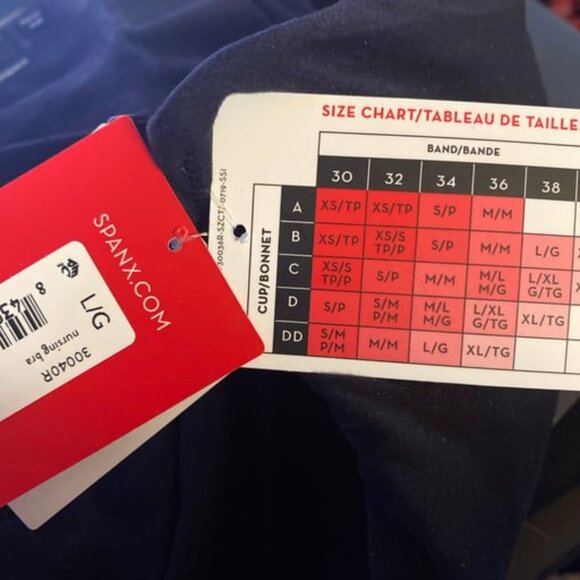 SIZE CHART/TABLEAU DE TAILLE
BAND/BANDE
30 32 34 36 38
CUP/BONNET
A XS/TP XS/TP S/P M/M
B XS/TP XS/S TP/P S/P M/M L/G
C XS/S TP/P S/P M/M M/L M/G L/XL G/TG
D S/P S/M P/M M/L M/G L/XL G/TG XL/TG
DD S/M P/M M/M L/G XL/TG
SPANX.COM
L/G
8
30040R
nursing bra